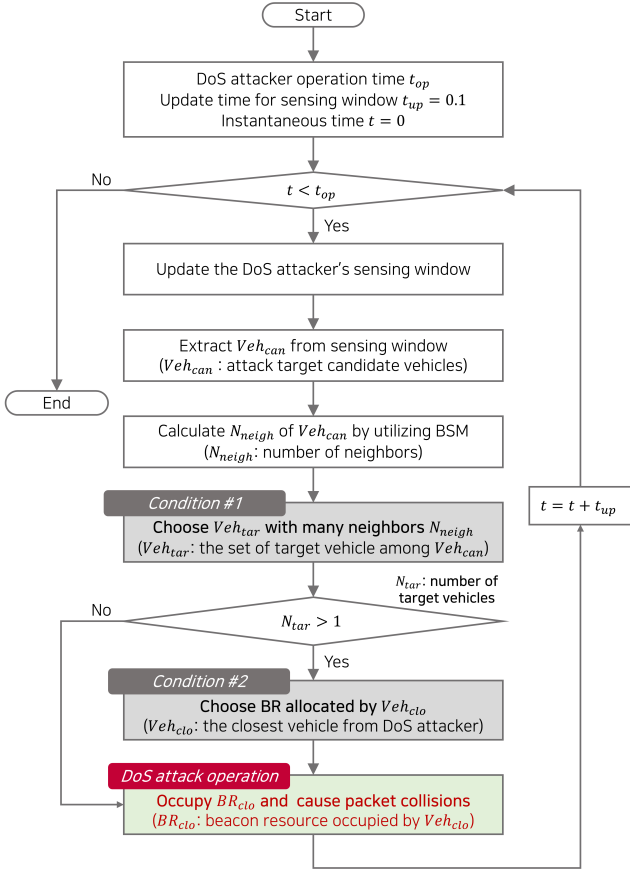 Start
DoS attacker operation time t_op
Update time for sensing window t_up = 0.1
Instantaneous time t = 0
No
t < t_op
Yes
Update the DoS attacker's sensing window
Extract Veh_can from sensing window
(Veh_can : attack target candidate vehicles)
End
Calculate N_neigh of Veh_can by utilizing BSM
(N_neigh: number of neighbors)
Condition #1
Choose Veh_tar with many neighbors N_neigh
(Veh_tar: the set of target vehicle among Veh_can)
t = t + t_up
N_tar: number of
target vehicles
No
N_tar > 1
Yes
Condition #2
Choose BR allocated by Veh_clo
(Veh_clo: the closest vehicle from DoS attacker)
DoS attack operation
Occupy BR_clo and cause packet collisions
(BR_clo: beacon resource occupied by Veh_clo)